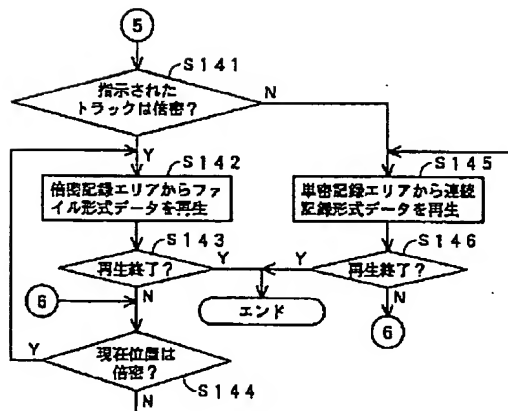 5
S141
指示された
トラックは倍密？
N
Y
S142
倍密記録エリアからファ
イル形式データを再生
S145
単密記録エリアから連続
記録形式データを再生
S143
再生終了？
Y
N
S146
再生終了？
Y
N
エンド
6
6
現在位置は
倍密？
Y
S144
N